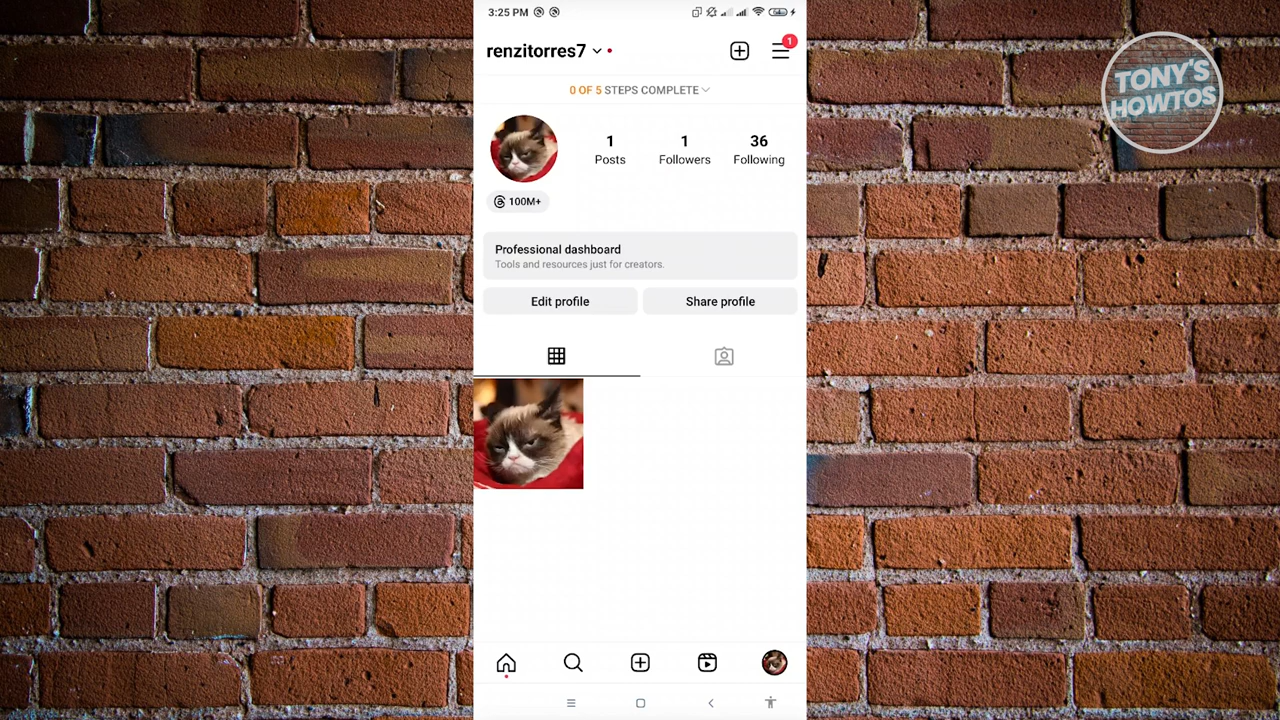 3:25 PM
renzitorres7
1
TONY'S
HOWTOS
0 OF 5 STEPS COMPLETE
1
1
36
Posts
Followers
Following
100M+
Professional dashboard
Tools and resources just for creators.
Edit profile
Share profile